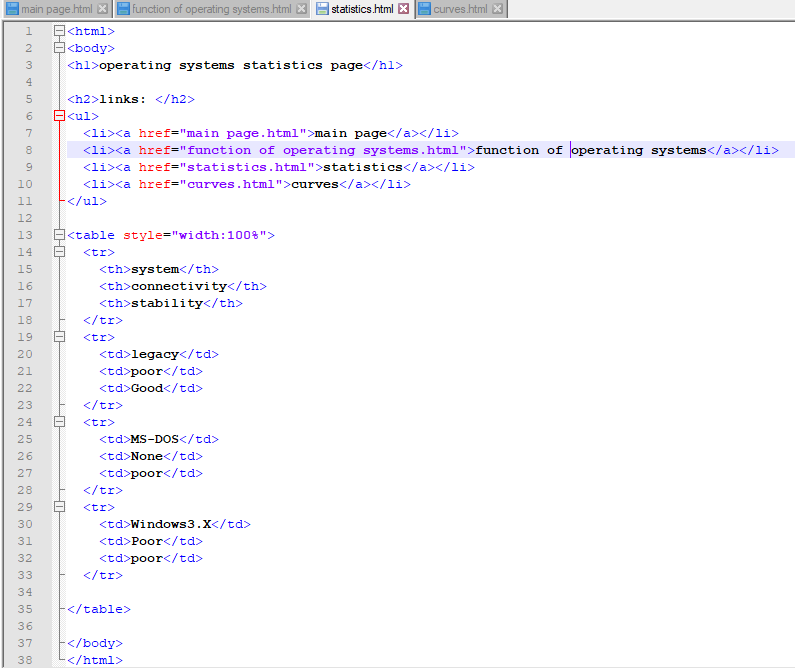 main page.html function of operating systems.html statistics.html curves.html
1 <html>
2 <body>
3 <h1>operating systems statistics page</h1>
4
5 <h2>links: </h2>
6 <ul>
7 <li><a href="main page.html">main page</a></li>
8 <li><a href="function of operating systems.html">function of operating systems</a></li>
9 <li><a href="statistics.html">statistics</a></li>
10 <li><a href="curves.html">curves</a></li>
11 </ul>
12
13 <table style="width:100%">
14 <tr>
15 <th>system</th>
16 <th>connectivity</th>
17 <th>stability</th>
18 </tr>
19 <tr>
20 <td>legacy</td>
21 <td>poor</td>
22 <td>Good</td>
23 </tr>
24 <tr>
25 <td>MS-DOS</td>
26 <td>None</td>
27 <td>poor</td>
28 </tr>
29 <tr>
30 <td>Windows3.X</td>
31 <td>Poor</td>
32 <td>poor</td>
33 </tr>
34
35 </table>
36
37 </body>
38 </html>